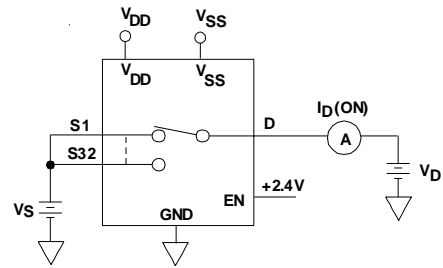 VDD
VSS
VDD
VSS
S1
D
ID(ON)
A
S32
+2.4V
EN
VD
VS
GND